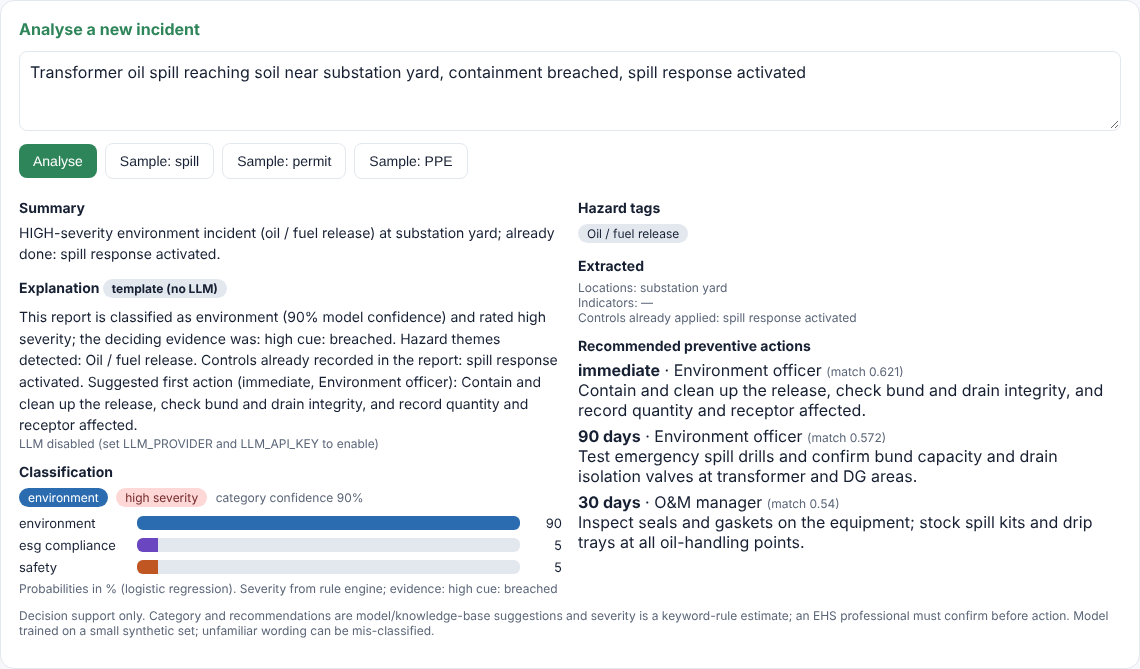 Analyse a new incident
Transformer oil spill reaching soil near substation yard, containment breached, spill response activated
Analyse
Sample: spill
Sample: permit
Sample: PPE
Summary
HIGH-severity environment incident (oil / fuel release) at substation yard; already
done: spill response activated.
Explanation template (no LLM)
This report is classified as environment (90% model confidence) and rated high
severity; the deciding evidence was: high cue: breached. Hazard themes
detected: Oil / fuel release. Controls already recorded in the report: spill response
activated. Suggested first action (immediate, Environment officer): Contain and
clean up the release, check bund and drain integrity, and record quantity and
receptor affected.
LLM disabled (set LLM_PROVIDER and LLM_API_KEY to enable)
Classification
environment high severity category confidence 90%
environment 90
esg compliance 5
safety 5
Probabilities in % (logistic regression). Severity from rule engine; evidence: high cue: breached
Hazard tags
Oil / fuel release
Extracted
Locations: substation yard
Indicators: —
Controls already applied: spill response activated
Recommended preventive actions
immediate · Environment officer (match 0.621)
Contain and clean up the release, check bund and drain integrity, and
record quantity and receptor affected.
90 days · Environment officer (match 0.572)
Test emergency spill drills and confirm bund capacity and drain
isolation valves at transformer and DG areas.
30 days · O&M manager (match 0.54)
Inspect seals and gaskets on the equipment; stock spill kits and drip
trays at all oil-handling points.
Decision support only. Category and recommendations are model/knowledge-base suggestions and severity is a keyword-rule estimate; an EHS professional must confirm before action. Model
trained on a small synthetic set; unfamiliar wording can be mis-classified.